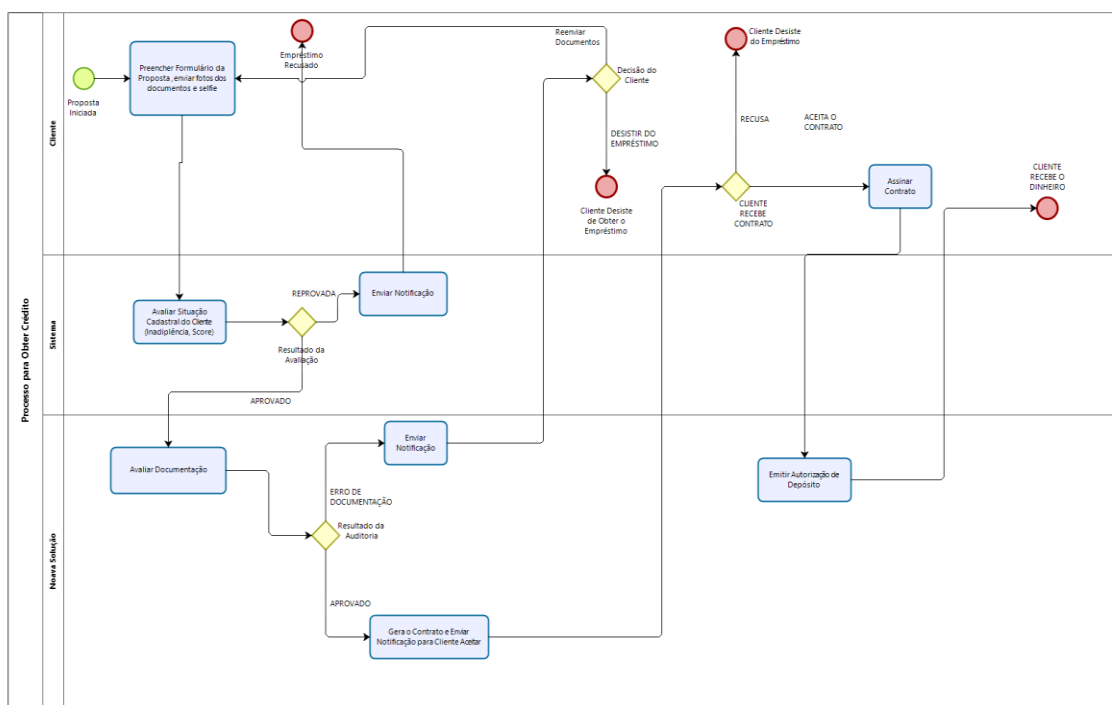 Processo para Obter Crédito
Cliente
Proposta
Iniciada
Preencher Formulário da
Proposta, enviar fotos dos
documentos e selfie
Empréstimo
Recusado
Reenviar
Documentos
Decisão do
Cliente
DESISTIR DO
EMPRÉSTIMO
Cliente Desiste
de Obter o
Empréstimo
Cliente Desiste
do Empréstimo
RECUSA
ACEITA O
CONTRATO
CLIENTE
RECEBE
CONTRATO
Assinar
Contrato
CLIENTE
RECEBE O
DINHEIRO
Sistema
Avaliar Situação
Cadastral do Cliente
(Inadiplência, Score)
REPROVADA
Resultado da
Avaliação
Enviar Notificação
APROVADO
Noava Solução
Avaliar Documentação
Enviar
Notificação
ERRO DE
DOCUMENTAÇÃO
Resultado da
Auditoria
APROVADO
Gera o Contrato e Enviar
Notificação para Cliente Aceitar
Emitir Autorização de
Depósito